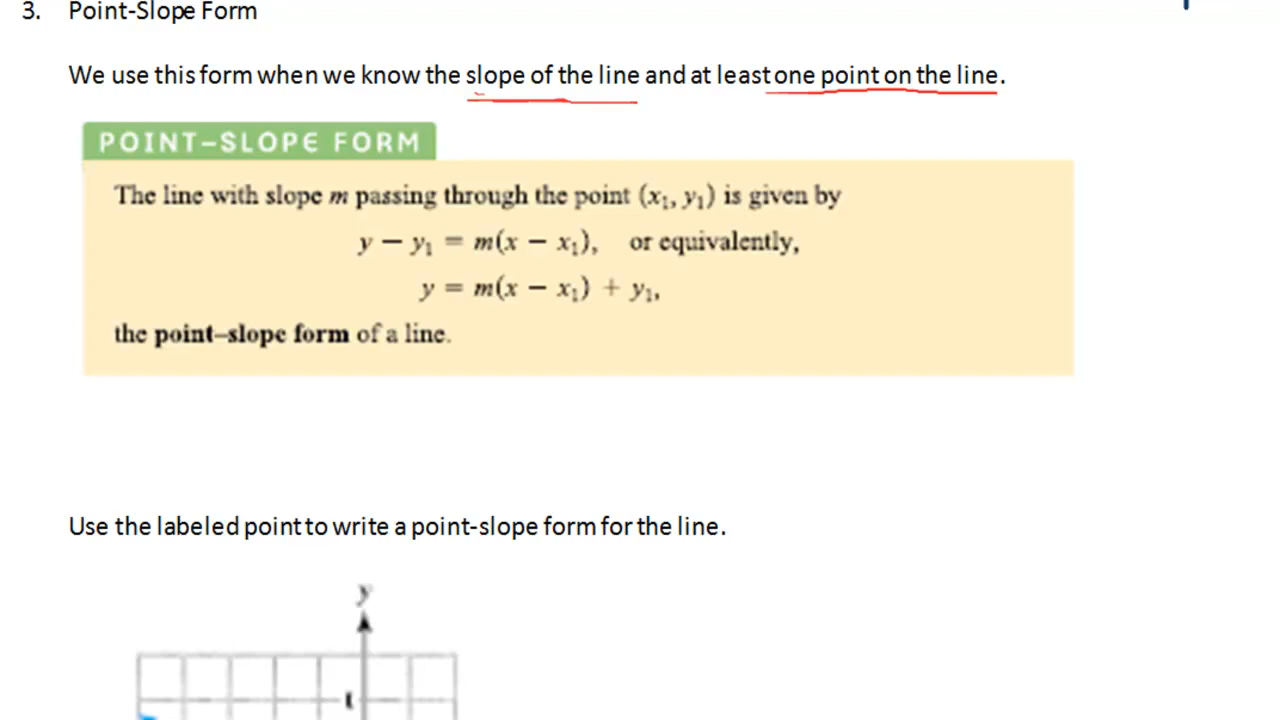 3. Point-Slope Form
We use this form when we know the slope of the line and at least one point on the line.
POINT–SLOPE FORM
The line with slope m passing through the point (x₁, y₁) is given by
y − y₁ = m(x − x₁), or equivalently,
y = m(x − x₁) + y₁,
the point–slope form of a line.
Use the labeled point to write a point-slope form for the line.
y